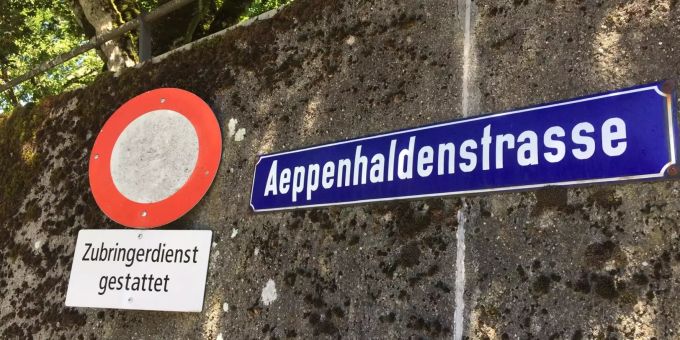 Aeppenhaldenstrasse
Zubringerdienst
gestattet